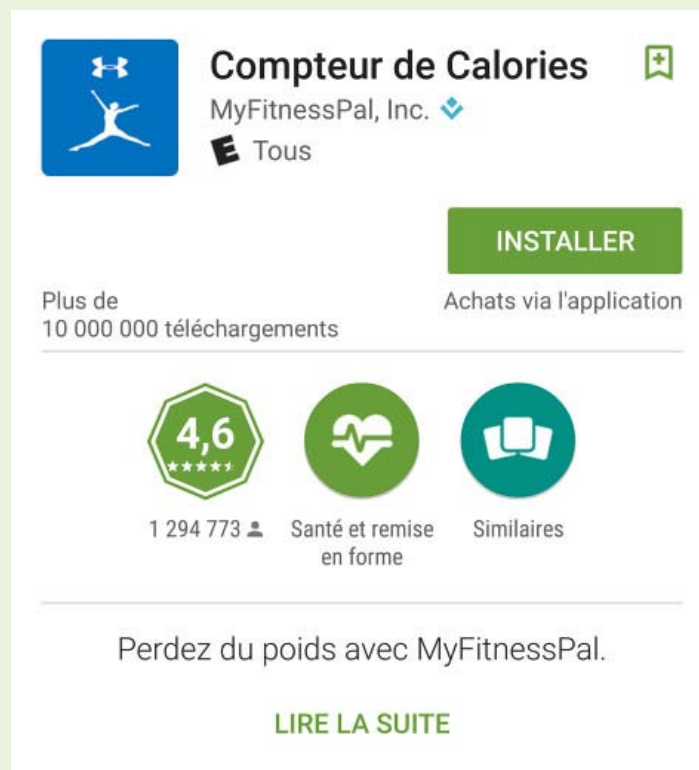 Compteur de Calories
MyFitnessPal, Inc.
E Tous
INSTALLER
Plus de
10 000 000 téléchargements
Achats via l'application
4,6
1 294 773
Santé et remise
en forme
Similaires
Perdez du poids avec MyFitnessPal.
LIRE LA SUITE